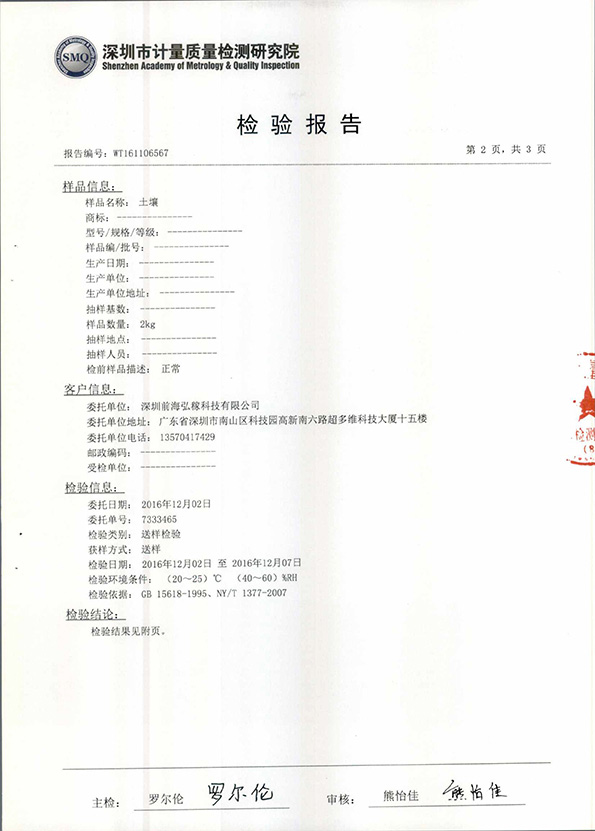 SMQ 深圳市计量质量检测研究院
Shenzhen Academy of Metrology & Quality Inspection
检验报告
报告编号：WT161106567 第 2 页，共 3 页
样品信息：
样品名称：土壤
商标：---------------
型号/规格/等级：---------------
样品编/批号：---------------
生产日期：---------------
生产单位：---------------
生产单位地址：---------------
抽样基数：---------------
样品数量：2kg
抽样地点：---------------
抽样人员：---------------
检前样品描述：正常
客户信息：
委托单位：深圳前海弘稼科技有限公司
委托单位地址：广东省深圳市南山区科技园高新南六路超多维科技大厦十五楼
委托单位电话：13570417429
邮政编码：---------------
受检单位：---------------
检验信息：
委托日期：2016年12月02日
委托单号：7333465
检验类别：送样检验
获样方式：送样
检验日期：2016年12月02日 至 2016年12月07日
检验环境条件：（20～25）℃ （40～60）%RH
检验依据：GB 15618-1995、NY/T 1377-2007
检验结论：
检验结果见附页。
主检：罗尔伦 罗尔伦 审核：熊怡佳 熊怡佳